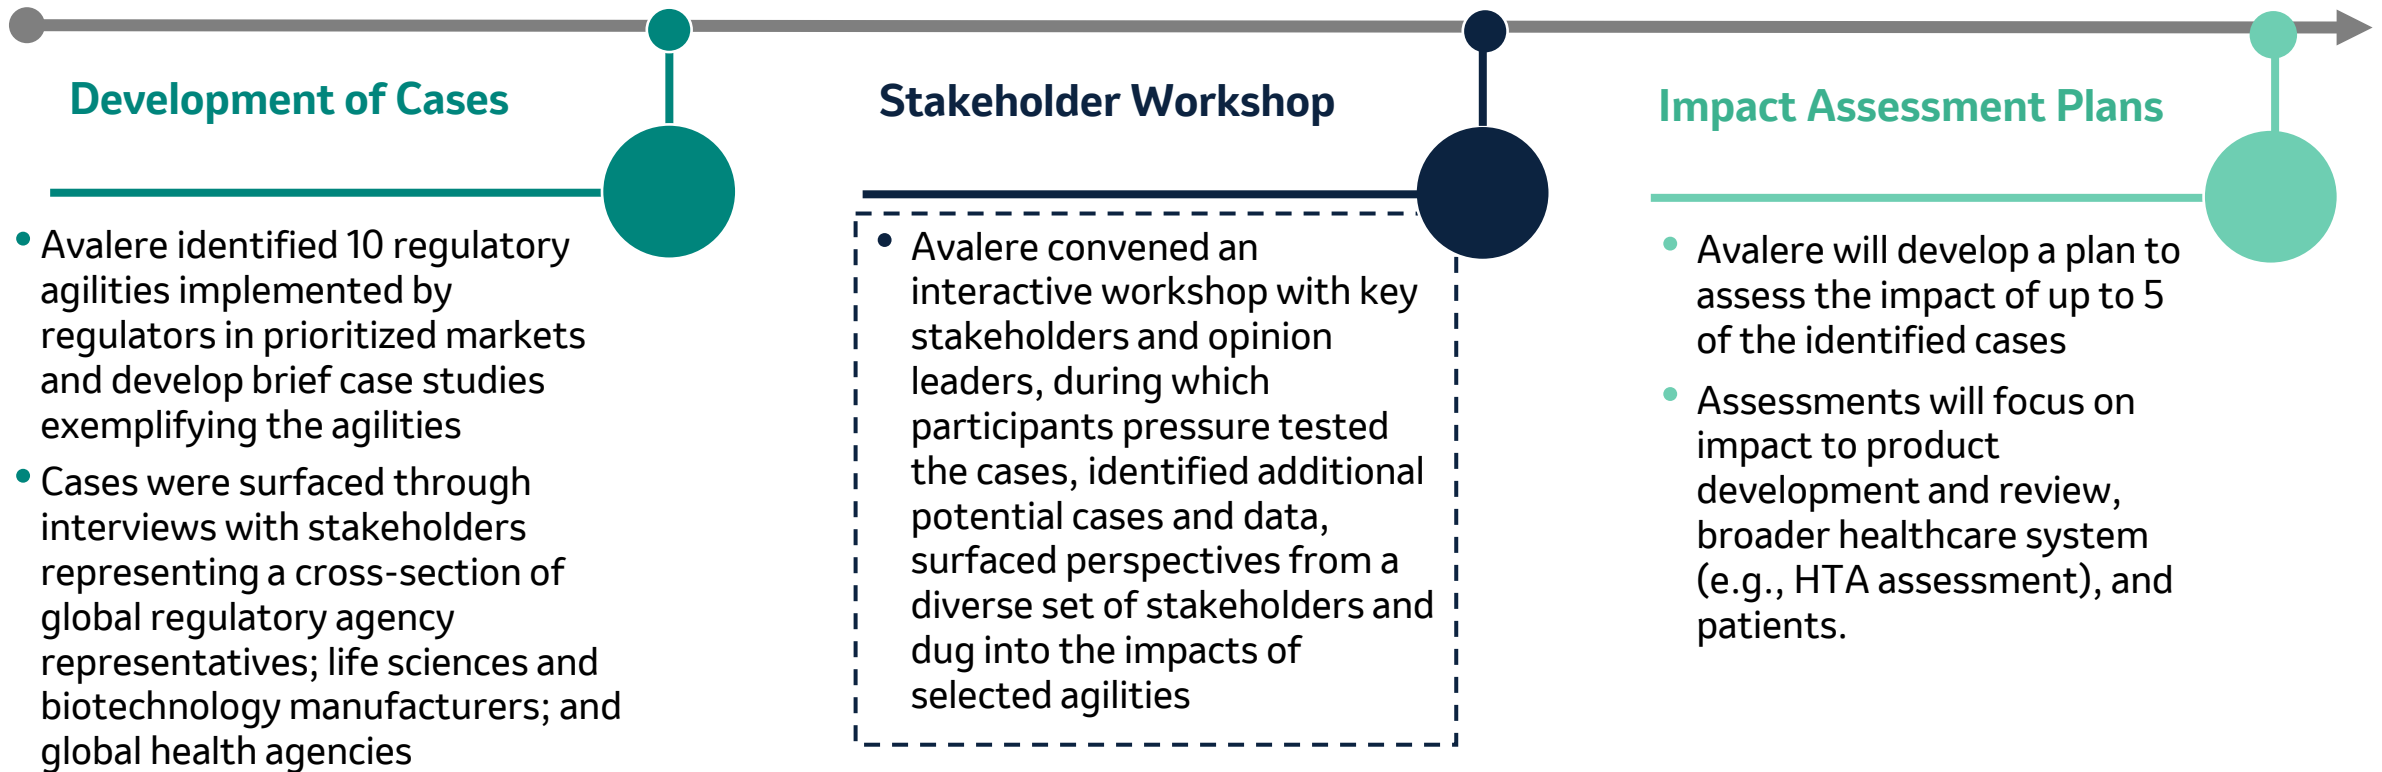 Development of Cases
Avalere identified 10 regulatory
agilities implemented by
regulators in prioritized markets
and develop brief case studies
exemplifying the agilities
Cases were surfaced through
interviews with stakeholders
representing a cross-section of
global regulatory agency
representatives; life sciences and
biotechnology manufacturers; and
global health agencies
Stakeholder Workshop
Avalere convened an
interactive workshop with key
stakeholders and opinion
leaders, during which
participants pressure tested
the cases, identified additional
potential cases and data,
surfaced perspectives from a
diverse set of stakeholders and
dug into the impacts of
selected agilities
Impact Assessment Plans
Avalere will develop a plan to
assess the impact of up to 5
of the identified cases
Assessments will focus on
impact to product
development and review,
broader healthcare system
(e.g., HTA assessment), and
patients.